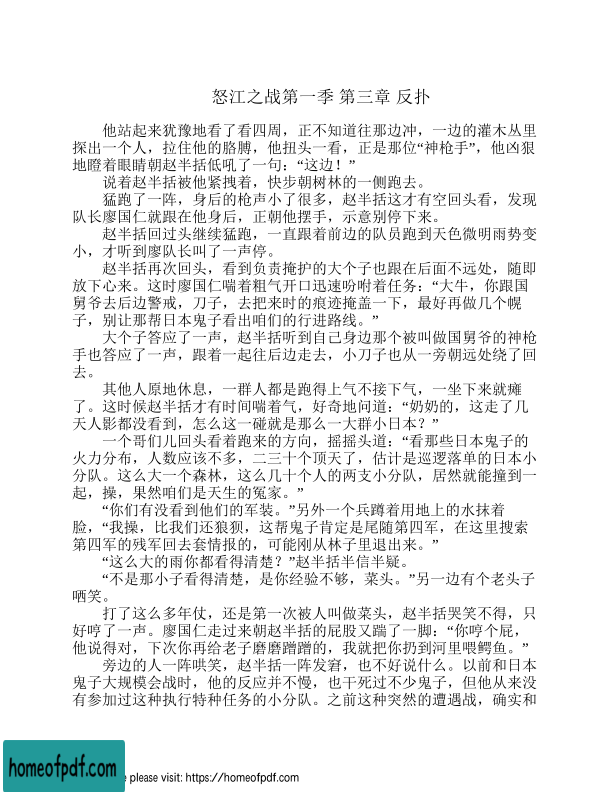 怒江之战第一季 第三章 反扑
他站起来犹豫地看了看四周，正不知道往那边冲，一边的灌木丛里
探出一个人，拉住他的胳膊，他扭头一看，正是那位“神枪手”，他凶狠
地瞪着眼睛朝赵半括低吼了一句：“这边！”
说着赵半括被他紧拽着，快步朝树林的一侧跑去。
猛跑了一阵，身后的枪声小了很多，赵半括这才有空回头看，发现
队长廖国仁就跟在他身后，正朝他摆手，示意别停下来。
赵半括回过头继续猛跑，一直跟着前边的队员跑到天色微明雨势变
小，才听到廖队长叫了一声停。
赵半括再次回头，看到负责掩护的大个子也跟在后面不远处，随即
放下心来。这时廖国仁喘着粗气开口迅速吩咐着任务：“大牛，你跟国
舅爷去后边警戒，刀子，去把来时的痕迹掩盖一下，最好再做几个幌
子，别让那帮日本鬼子看出咱们的行进路线。”
大个子答应了一声，赵半括听到自己身边那个被叫做国舅爷的神枪
手也答应了一声，跟着一起往后边走去，小刀子也从一旁朝远处绕了回
去。
其他人原地休息，一群人都是跑得上气不接下气，一坐下来就瘫
了。这时候赵半括才有时间喘着气，好奇地问道：“奶奶的，这走了几
天人影都没看到，怎么这一碰就是那么一大群小日本？”
一个哥们儿回头看着跑来的方向，摇摇头道：“看那些日本鬼子的
火力分布，人数应该不多，二三十个顶天了，估计是巡逻落单的日本小
分队。这么大一个森林，这么几十个人的两支小分队，居然就能撞到一
起，操，果然咱们是天生的冤家。”
“你们有没看到他们的军装。”另外一个兵蹲着用地上的水抹着
脸，“我操，比我们还狼狈，这帮鬼子肯定是尾随第四军，在这里搜索
第四军的残军回去套情报的，可能刚从林子里退出来。”
“这么大的雨你都看得清楚？”赵半括半信半疑。
“不是那小子看得清楚，是你经验不够，菜头。”另一边有个老头子
哂笑。
打了这么多年仗，还是第一次被人叫做菜头，赵半括哭笑不得，只
好哼了一声。廖国仁走过来朝赵半括的屁股又踹了一脚：“你哼个屁，
他说得对，下次你再给老子磨磨蹭蹭的，我就把你扔到河里喂鳄鱼。”
旁边的人一阵哄笑，赵半括一阵发窘，也不好说什么。以前和日本
鬼子大规模会战时，他的反应并不慢，也干死过不少鬼子，但他从来没
有参加过这种执行特种任务的小分队。之前这种突然的遭遇战，确实和
homeofpdf.com
e please visit: https://homeofpdf.com